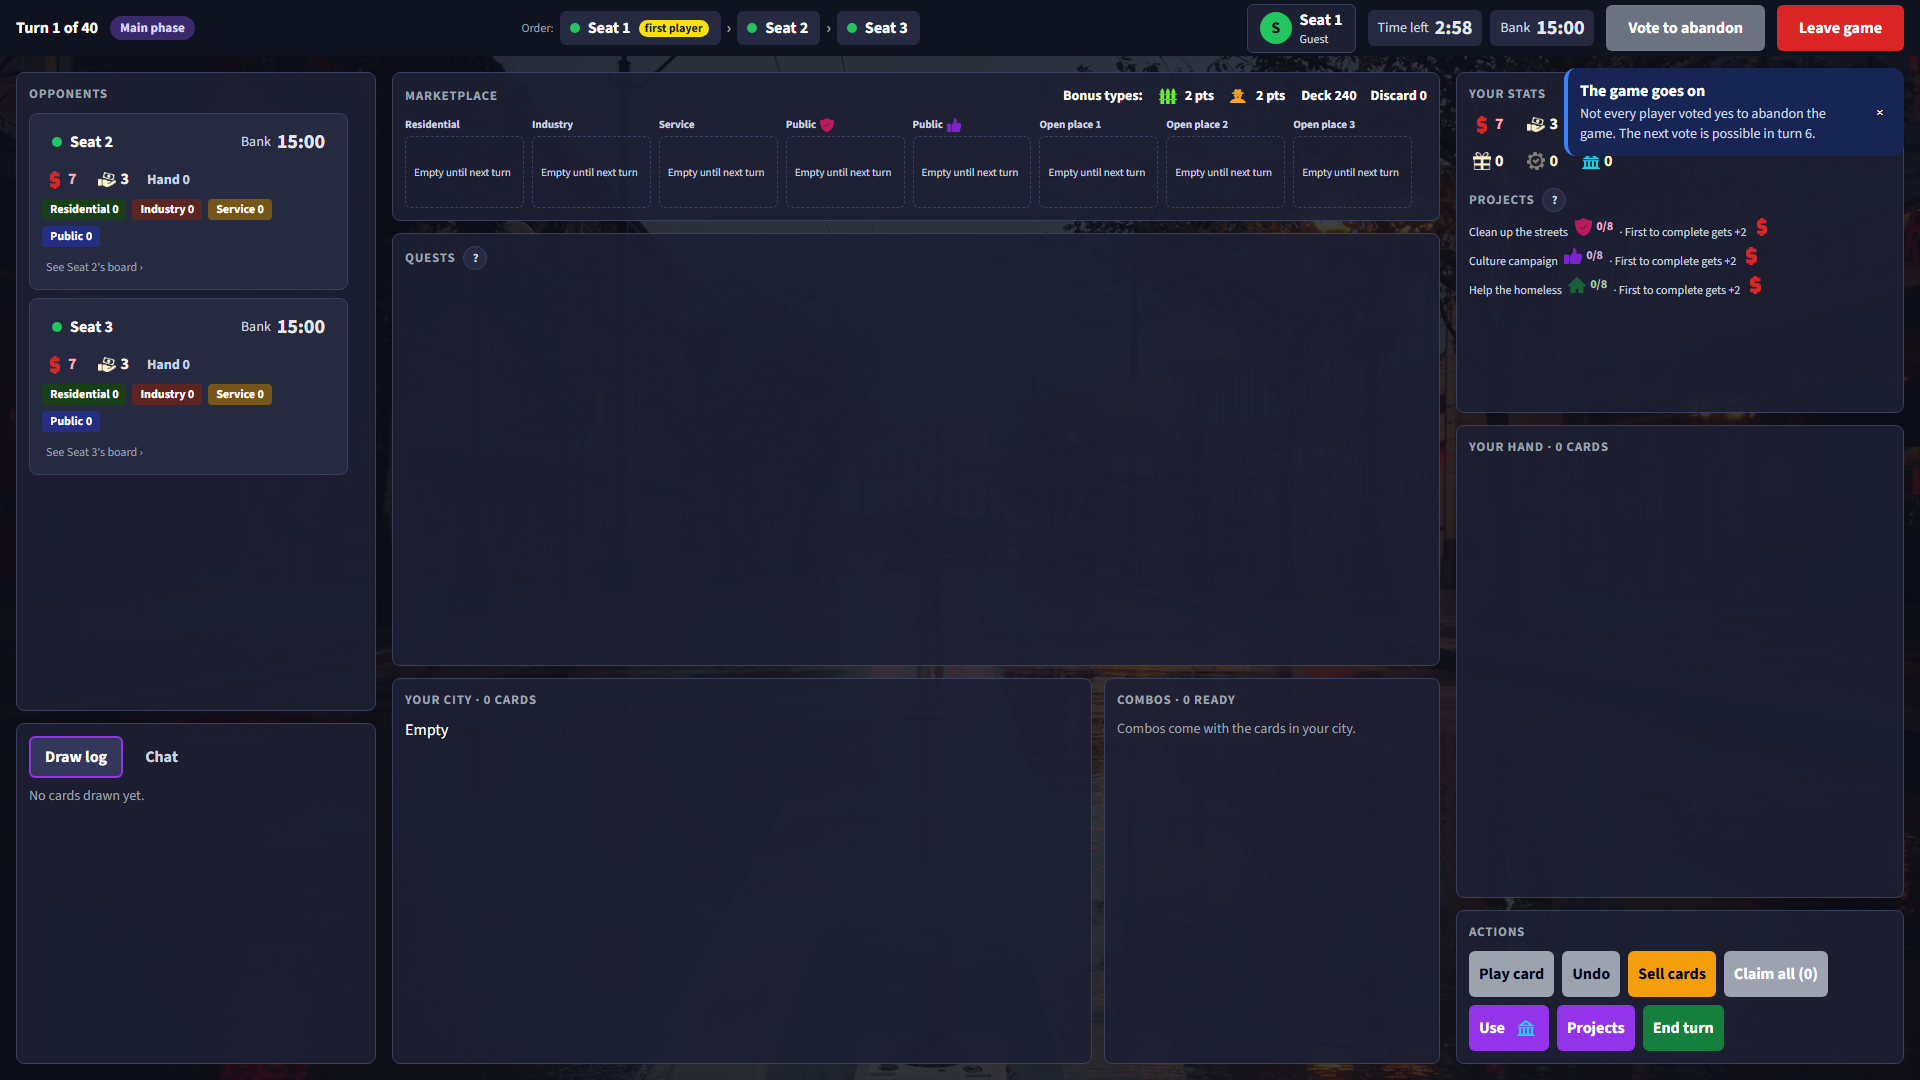 Turn 1 of 40 Main phase
Order: Seat 1 first player › Seat 2 › Seat 3
S Seat 1
Guest
Time left 2:58
Bank 15:00
Vote to abandon
Leave game
OPPONENTS
Seat 2 Bank 15:00
7 3 Hand 0
Residential 0 Industry 0 Service 0
Public 0
See Seat 2's board ›
Seat 3 Bank 15:00
7 3 Hand 0
Residential 0 Industry 0 Service 0
Public 0
See Seat 3's board ›
Draw log Chat
No cards drawn yet.
MARKETPLACE
Bonus types: 2 pts 2 pts Deck 240 Discard 0
Residential Industry Service Public Public Open place 1 Open place 2 Open place 3
Empty until next turn Empty until next turn Empty until next turn Empty until next turn Empty until next turn Empty until next turn Empty until next turn Empty until next turn
QUESTS ?
YOUR CITY · 0 CARDS
Empty
COMBOS · 0 READY
Combos come with the cards in your city.
YOUR STATS
$ 7 3
0 0 0
The game goes on
Not every player voted yes to abandon the
game. The next vote is possible in turn 6.
×
PROJECTS ?
Clean up the streets 0/8 · First to complete gets +2 $
Culture campaign 0/8 · First to complete gets +2 $
Help the homeless 0/8 · First to complete gets +2 $
YOUR HAND · 0 CARDS
ACTIONS
Play card Undo Sell cards Claim all (0)
Use Projects End turn